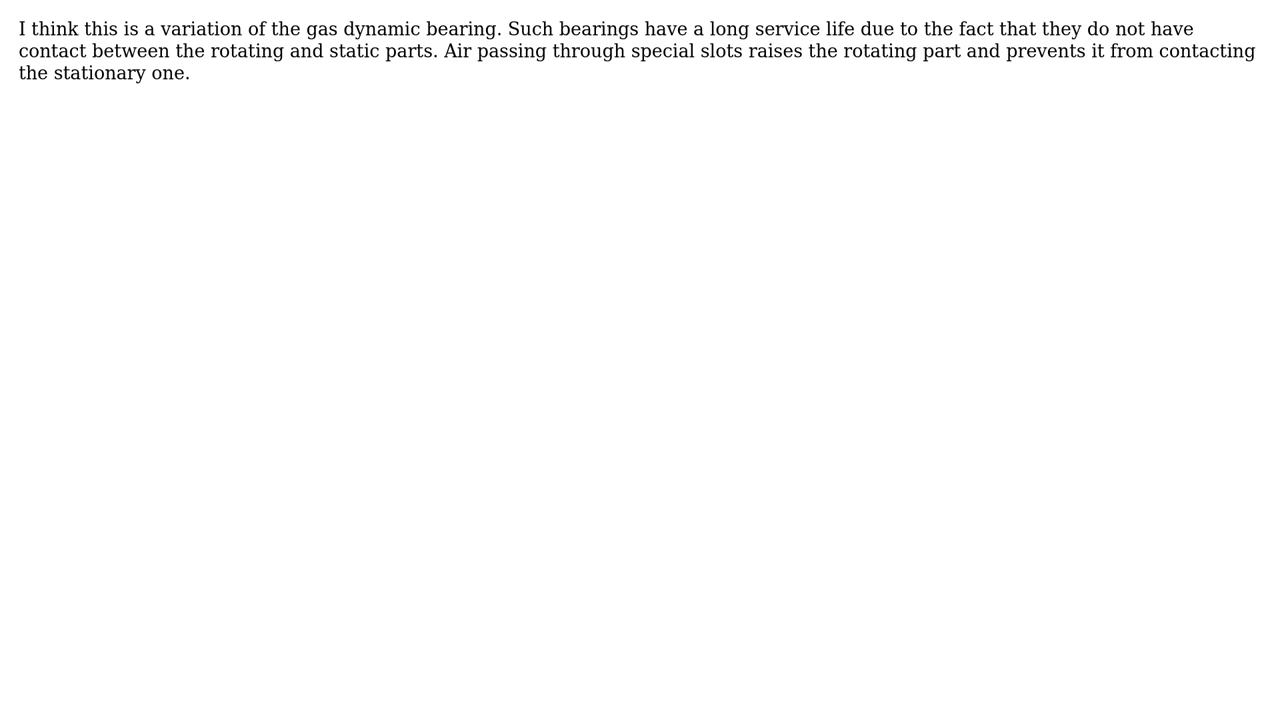 I think this is a variation of the gas dynamic bearing. Such bearings have a long service life due to the fact that they do not have
contact between the rotating and static parts. Air passing through special slots raises the rotating part and prevents it from contacting
the stationary one.